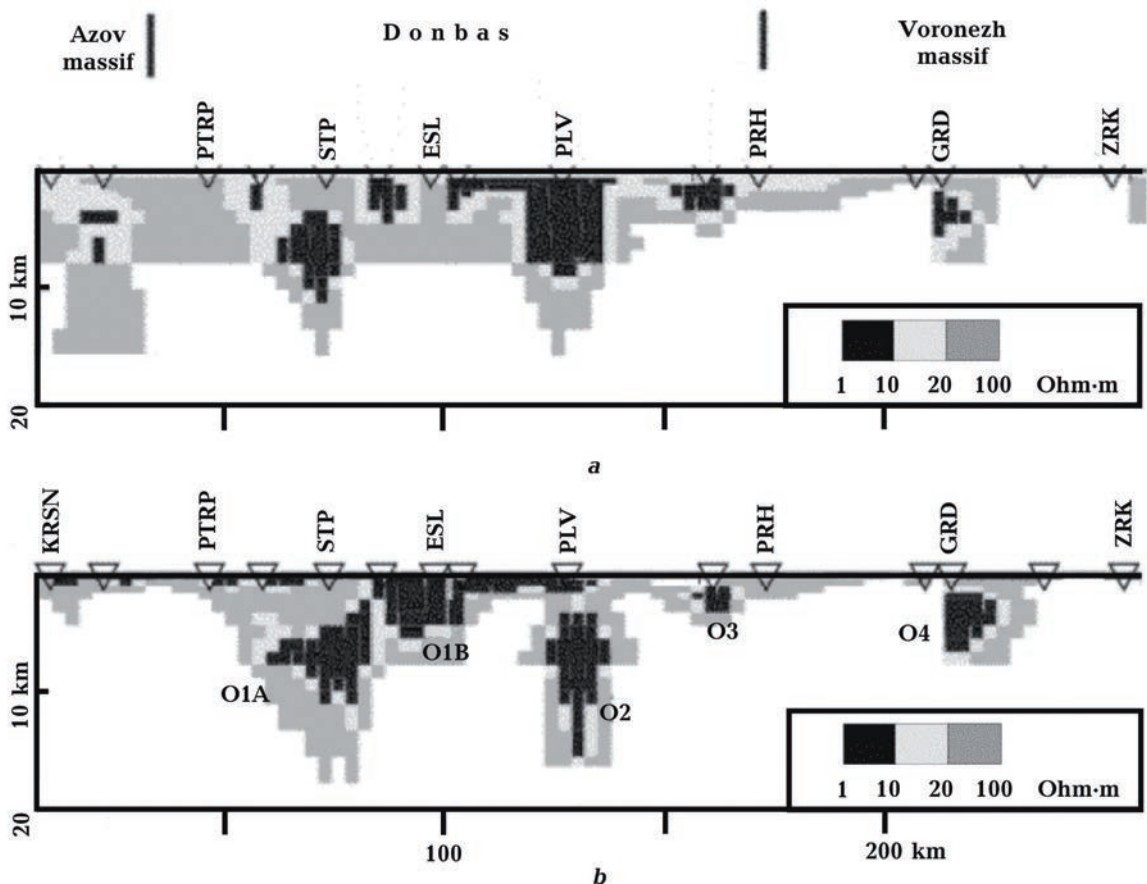 Azov
massif
Donbas
Voronezh
massif
PTRP
STP
ESL
PLV
PRH
GRD
ZRK
10 km
20
1 10 20 100 Ohm·m
a
KRSN
PTRP
STP
ESL
PLV
PRH
GRD
ZRK
O1A
O1B
O2
O3
O4
10 km
20
1 10 20 100 Ohm·m
100
200 km
b